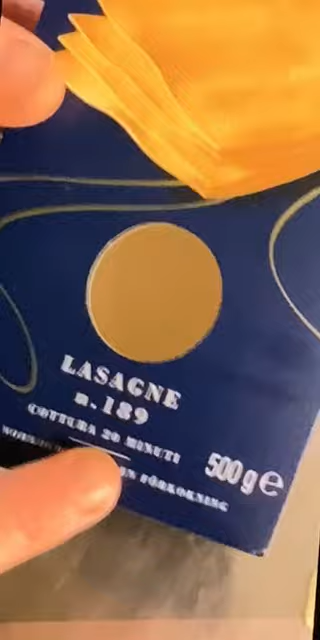 LASAGNE
n.189
COTTURA 20 MINUTI
FÖRKOKNING
500 g e